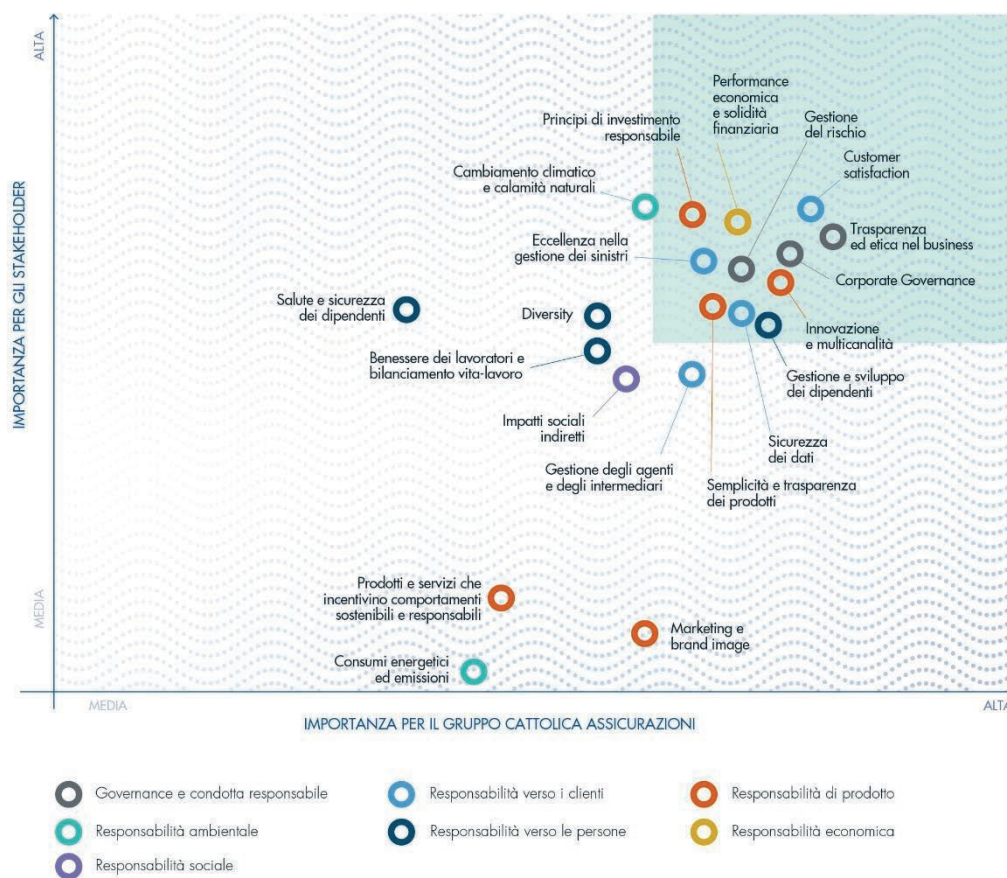 ALTA
IMPORTANZA PER GLI STAKEHOLDER
MEDIA
Performance
economica
e solidità
finanziaria
Principi di investimento
responsabile
Gestione
del rischio
Cambiamento climatico
e calamità naturali
Customer
satisfaction
Trasparenza
ed etica nel business
Eccellenza nella
gestione dei sinistri
Corporate Governance
Salute e sicurezza
dei dipendenti
Diversity
Innovazione
e multicanalità
Benessere dei lavoratori e
bilanciamento vita-lavoro
Gestione e sviluppo
dei dipendenti
Impatti sociali
indiretti
Sicurezza
dei dati
Gestione degli agenti
e degli intermediari
Semplicità e trasparenza
dei prodotti
Prodotti e servizi che
incentivino comportamenti
sostenibili e responsabili
Marketing e
brand image
Consumi energetici
ed emissioni
MEDIA
ALTA
IMPORTANZA PER IL GRUPPO CATTOLICA ASSICURAZIONI
Governance e condotta responsabile
Responsabilità verso i clienti
Responsabilità di prodotto
Responsabilità ambientale
Responsabilità verso le persone
Responsabilità economica
Responsabilità sociale